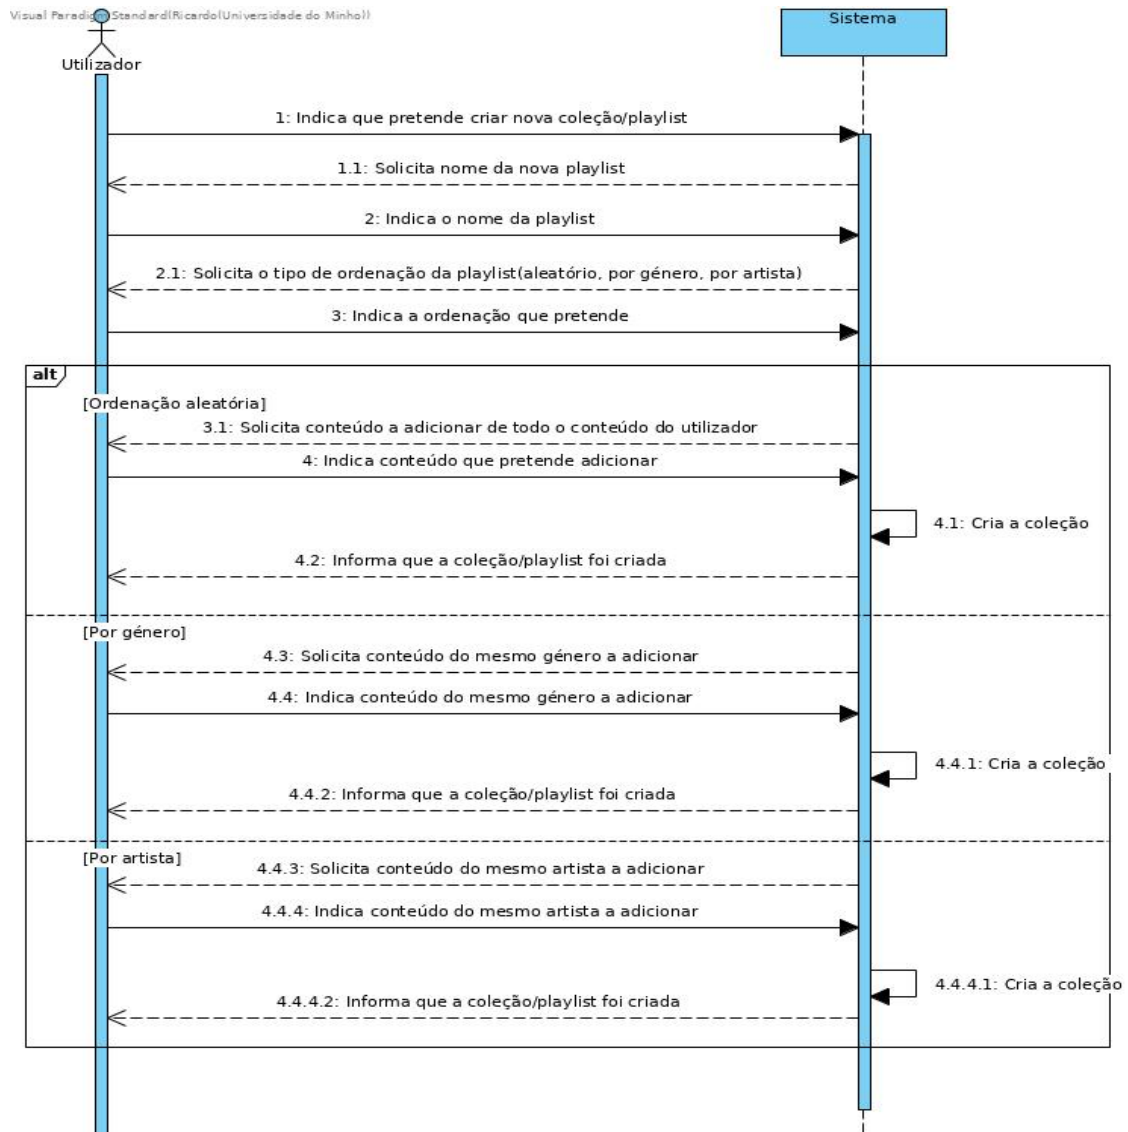 Visual Paradigm Standard(Ricardo(Universidade do Minho))
Sistema
Utilizador
1: Indica que pretende criar nova coleção/playlist
1.1: Solicita nome da nova playlist
2: Indica o nome da playlist
2.1: Solicita o tipo de ordenação da playlist(aleatório, por género, por artista)
3: Indica a ordenação que pretende
alt
[Ordenação aleatória]
3.1: Solicita conteúdo a adicionar de todo o conteúdo do utilizador
4: Indica conteúdo que pretende adicionar
4.1: Cria a coleção
4.2: Informa que a coleção/playlist foi criada
[Por género]
4.3: Solicita conteúdo do mesmo género a adicionar
4.4: Indica conteúdo do mesmo género a adicionar
4.4.1: Cria a coleção
4.4.2: Informa que a coleção/playlist foi criada
[Por artista]
4.4.3: Solicita conteúdo do mesmo artista a adicionar
4.4.4: Indica conteúdo do mesmo artista a adicionar
4.4.4.1: Cria a coleção
4.4.4.2: Informa que a coleção/playlist foi criada